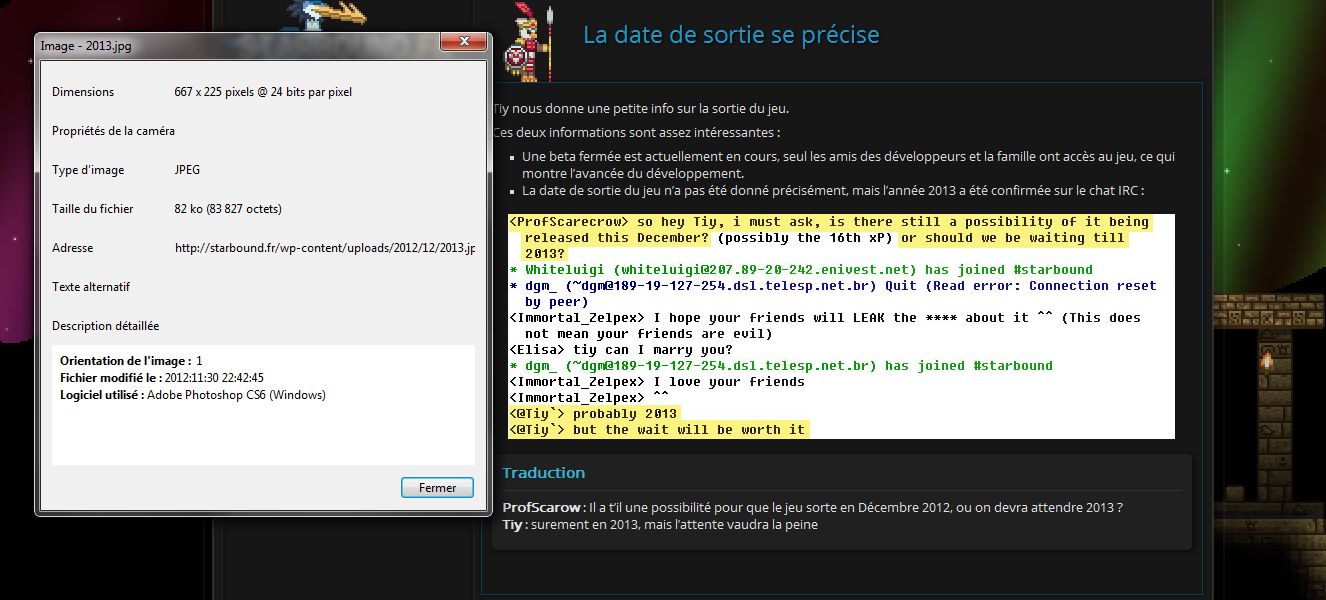 Image - 2013.jpg
Dimensions 667 x 225 pixels @ 24 bits par pixel
Propriétés de la caméra
Type d'image JPEG
Taille du fichier 82 ko (83 827 octets)
Adresse http://starbound.fr/wp-content/uploads/2012/12/2013.jp
Texte alternatif
Description détaillée
Orientation de l'image : 1
Fichier modifié le : 2012:11:30 22:42:45
Logiciel utilisé : Adobe Photoshop CS6 (Windows)
Fermer
La date de sortie se précise
Tiy nous donne une petite info sur la sortie du jeu.
Ces deux informations sont assez intéressantes :
Une beta fermée est actuellement en cours, seul les amis des développeurs et la famille ont accès au jeu, ce qui
montre l'avancée du développement.
La date de sortie du jeu n'a pas été donné précisément, mais l'année 2013 a été confirmée sur le chat IRC :
<ProfScarecrow> so hey Tiy, i must ask, is there still a possibility of it being
released this December? (possibly the 16th xP) or should we be waiting till
2013?
* Whiteluigi (whiteluigi@207.89-20-242.enivest.net) has joined #starbound
* dgm_ (~dgm@189-19-127-254.dsl.telesp.net.br) Quit (Read error: Connection reset
by peer)
<Immortal_Zelpex> I hope your friends will LEAK the **** about it ^^ (This does
not mean your friends are evil)
<Elisa> tiy can I marry you?
* dgm_ (~dgm@189-19-127-254.dsl.telesp.net.br) has joined #starbound
<Immortal_Zelpex> I love your friends
<Immortal_Zelpex> ^^
<@Tiy`> probably 2013
<@Tiy`> but the wait will be worth it
Traduction
ProfScarow : Il a t'il une possibilité pour que le jeu sorte en Décembre 2012, ou on devra attendre 2013 ?
Tiy : surement en 2013, mais l'attente vaudra la peine